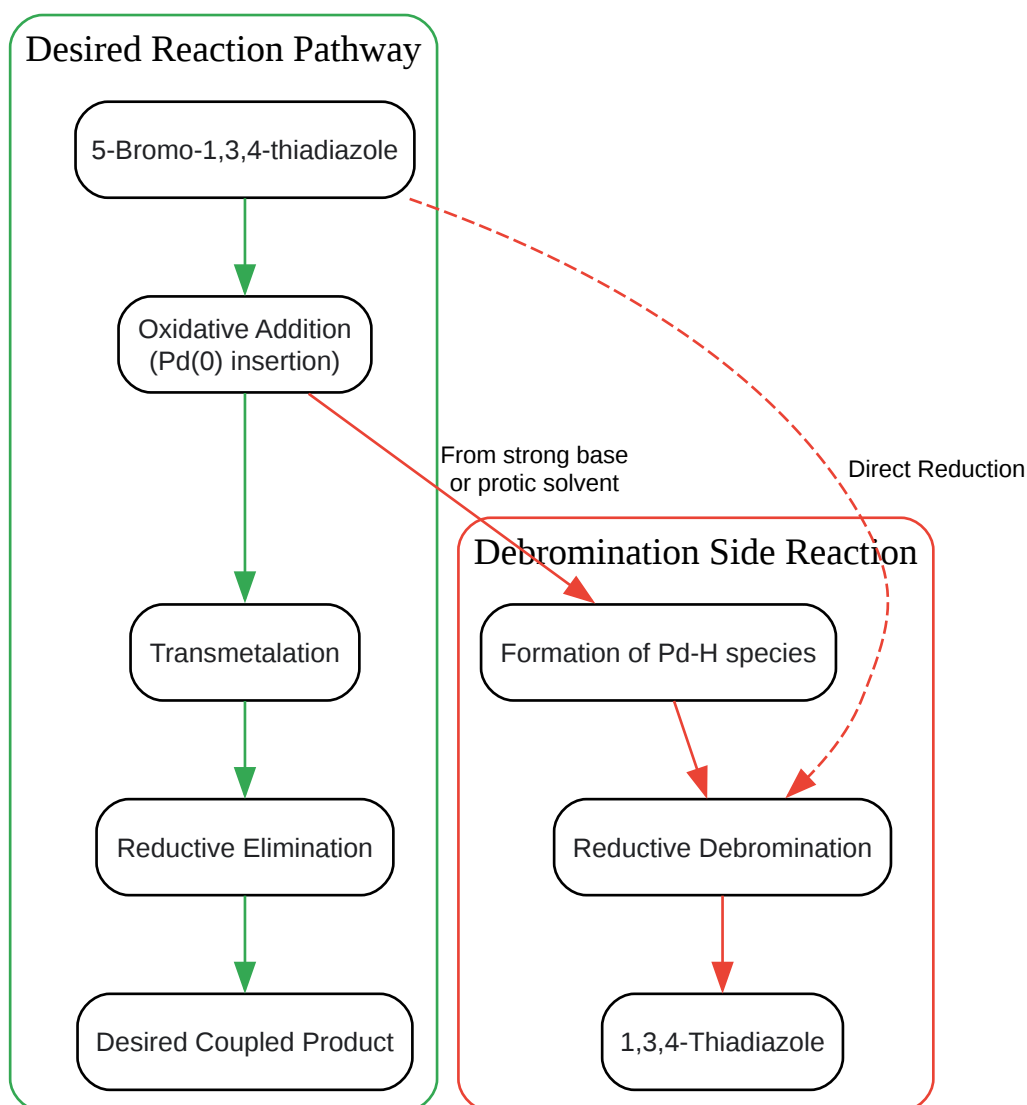 Desired Reaction Pathway
5-Bromo-1,3,4-thiadiazole
Oxidative Addition
(Pd(0) insertion)
From strong base
or protic solvent
Direct Reduction
Debromination Side Reaction
Transmetalation
Formation of Pd-H species
Reductive Elimination
Reductive Debromination
Desired Coupled Product
1,3,4-Thiadiazole